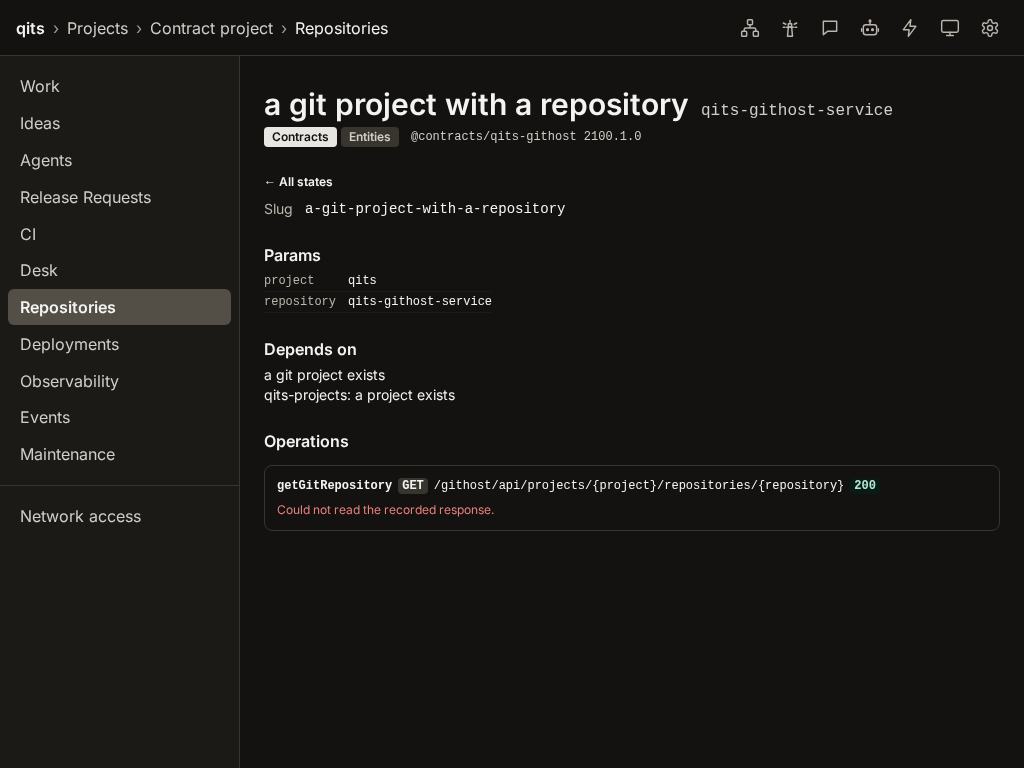 qits › Projects › Contract project › Repositories
Work
Ideas
Agents
Release Requests
CI
Desk
Repositories
Deployments
Observability
Events
Maintenance
Network access
a git project with a repository qits-githost-service
Contracts Entities @contracts/qits-githost 2100.1.0
← All states
Slug a-git-project-with-a-repository
Params
project qits
repository qits-githost-service
Depends on
a git project exists
qits-projects: a project exists
Operations
getGitRepository GET /githost/api/projects/{project}/repositories/{repository} 200
Could not read the recorded response.